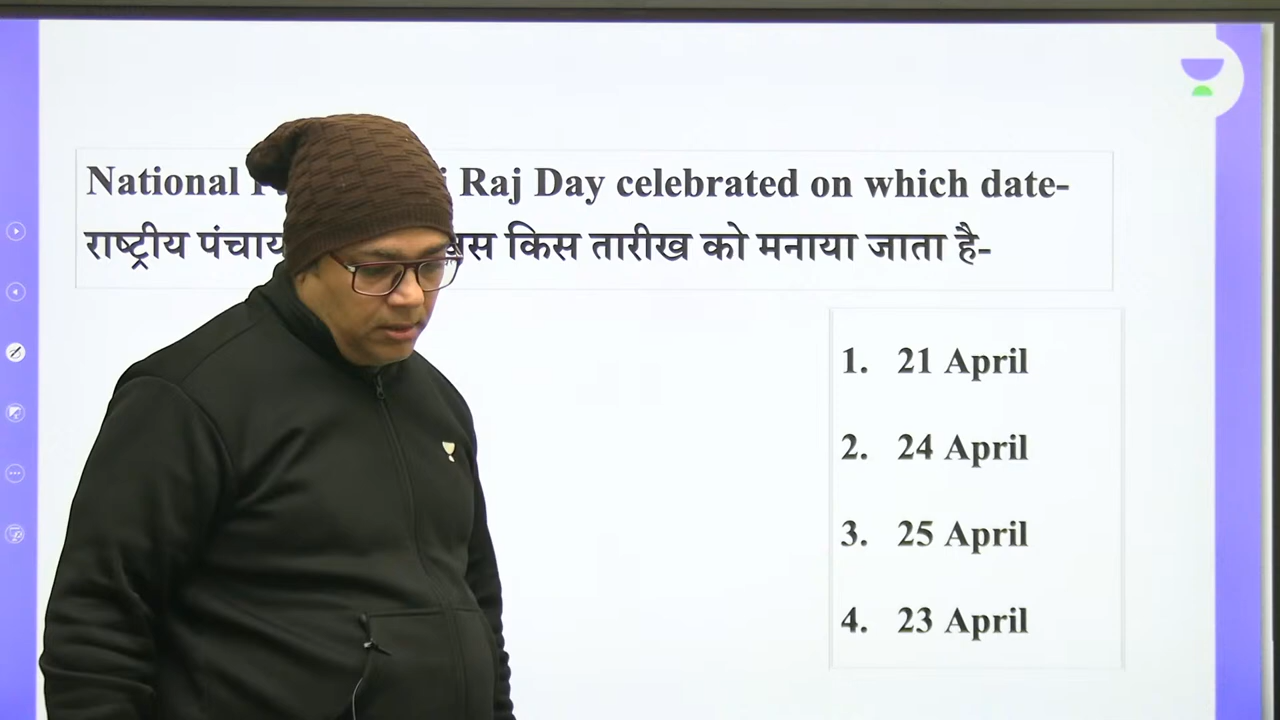 National Raj Day celebrated on which date-
राष्ट्रीय किस तारीख को मनाया जाता है-
1. 21 April
2. 24 April
3. 25 April
4. 23 April